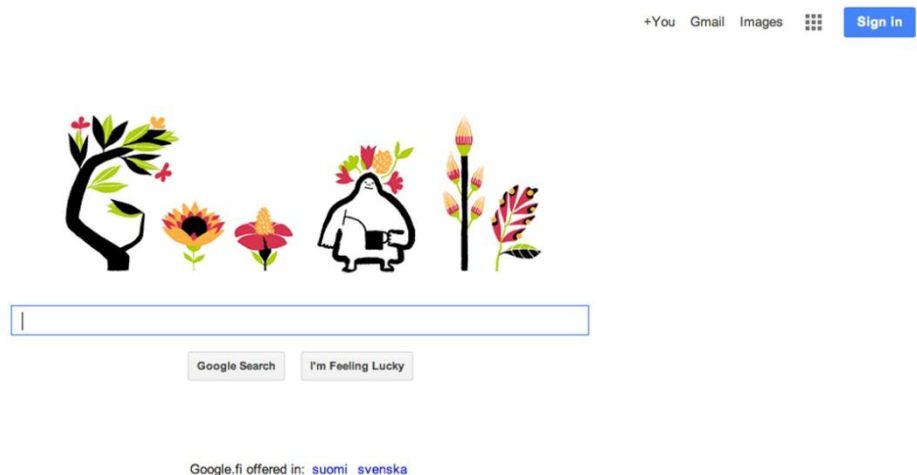 +You Gmail Images Sign in
Google Search I'm Feeling Lucky
Google.fi offered in: suomi svenska